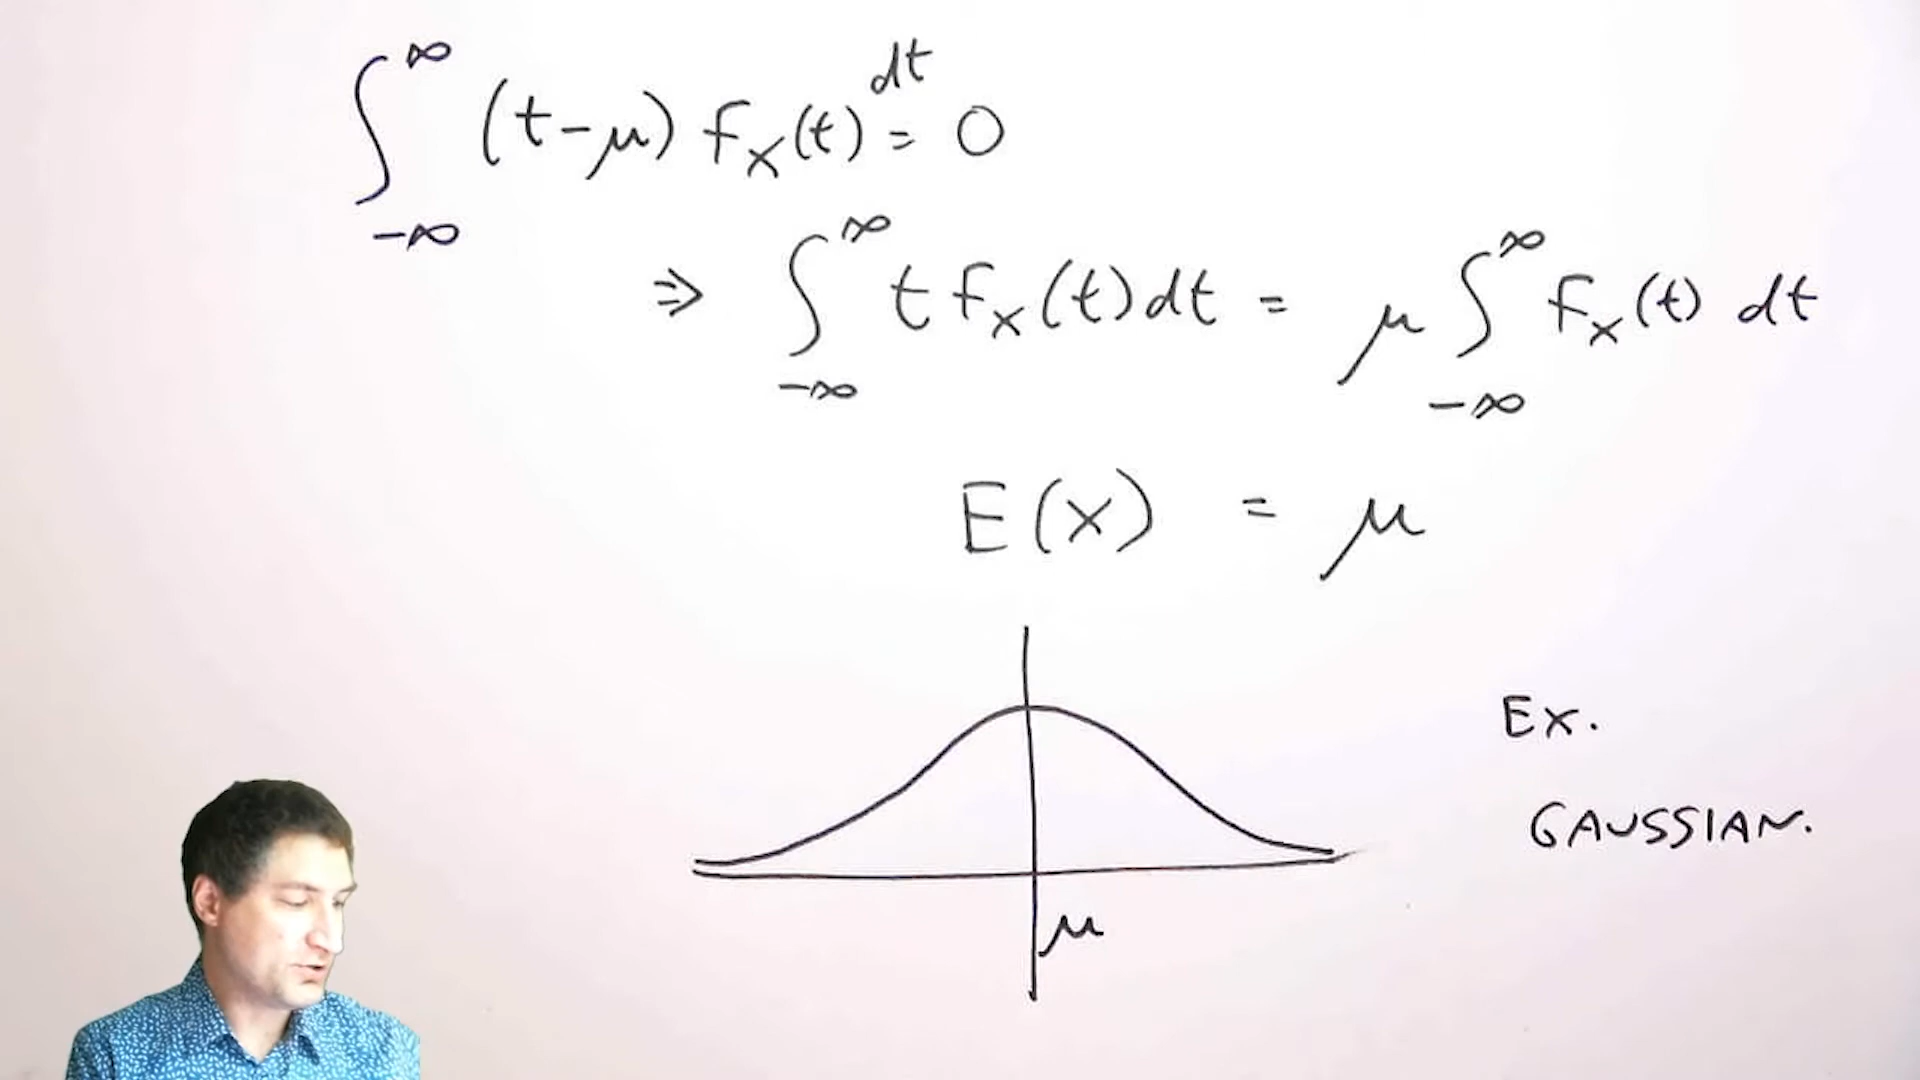 ∫_{-∞}^{∞} (t-μ) f_X(t) dt = 0
⇒ ∫_{-∞}^{∞} t f_X(t) dt = μ ∫_{-∞}^{∞} f_X(t) dt
E(X) = μ
Ex.
GAUSSIAN.
μ